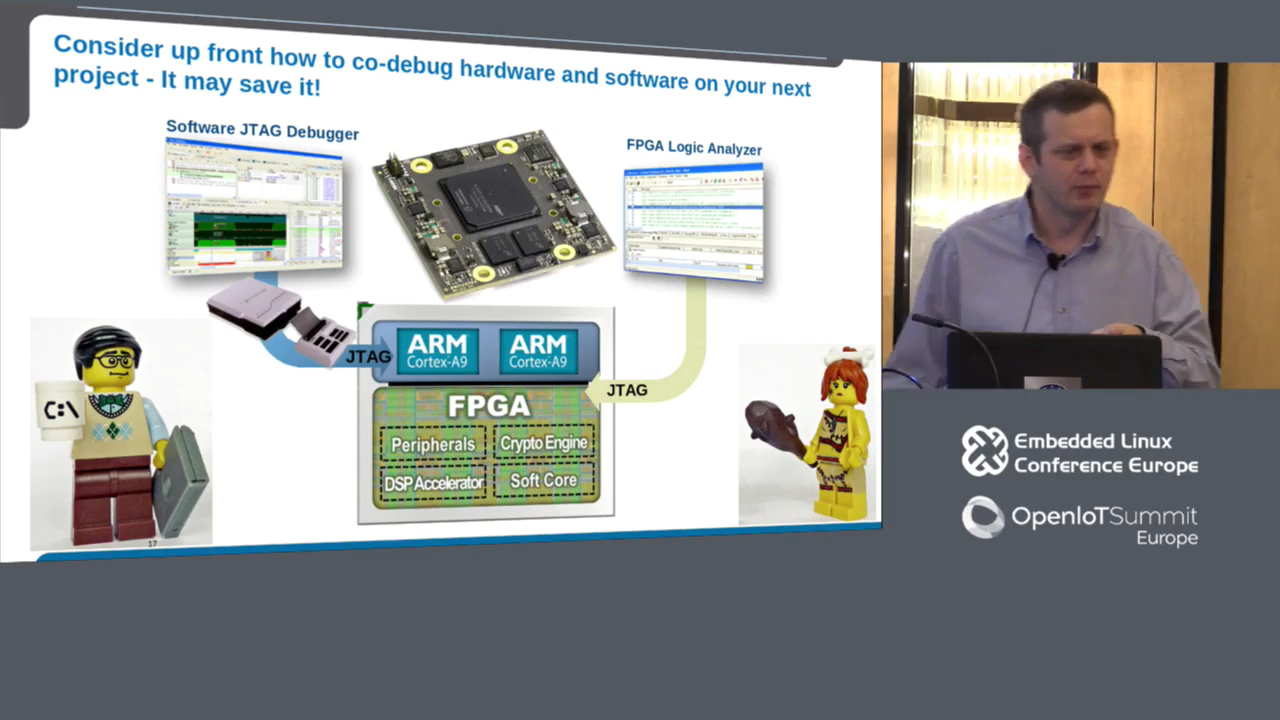 Consider up front how to co-debug hardware and software on your next
project - It may save it!
Software JTAG Debugger
FPGA Logic Analyzer
ARM
Cortex-A9
ARM
Cortex-A9
JTAG
JTAG
FPGA
Peripherals
Crypto Engine
DSP Accelerator
Soft Core
C:\
17
Embedded Linux
Conference Europe
OpenIoTSummit
Europe